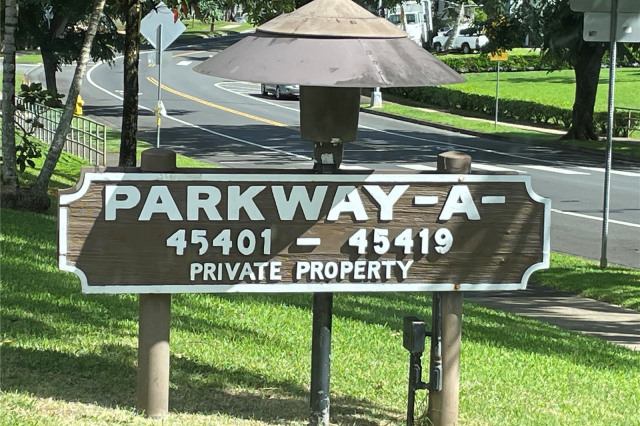 PARKWAY-A-
45401 - 45419
PRIVATE PROPERTY